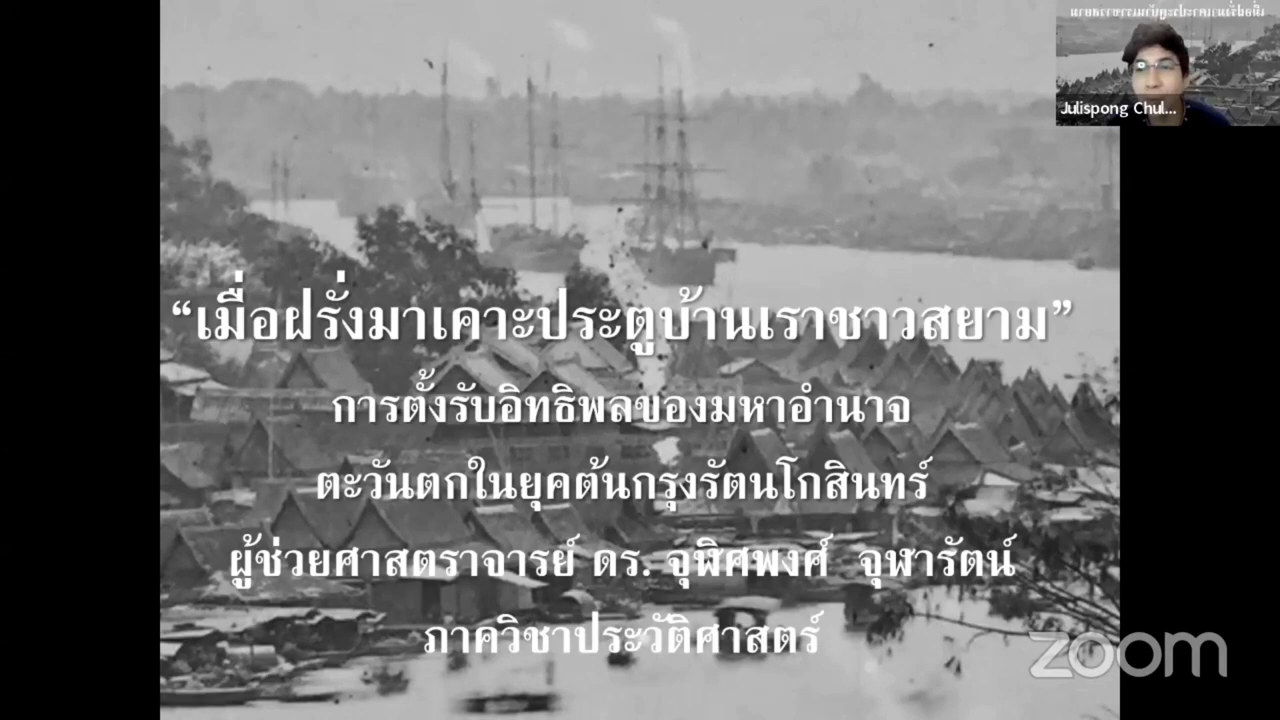 “เมื่อฝรั่งมาเคาะประตูบ้านเราชาวสยาม”
การตั้งรับอิทธิพลของมหาอำนาจ
ตะวันตกในยุคต้นกรุงรัตนโกสินทร์
ผู้ช่วยศาสตราจารย์ ดร. จุฬิศพงศ์ จุฬารัตน์
ภาควิชาประวัติศาสตร์
Julispong Chul...
zoom